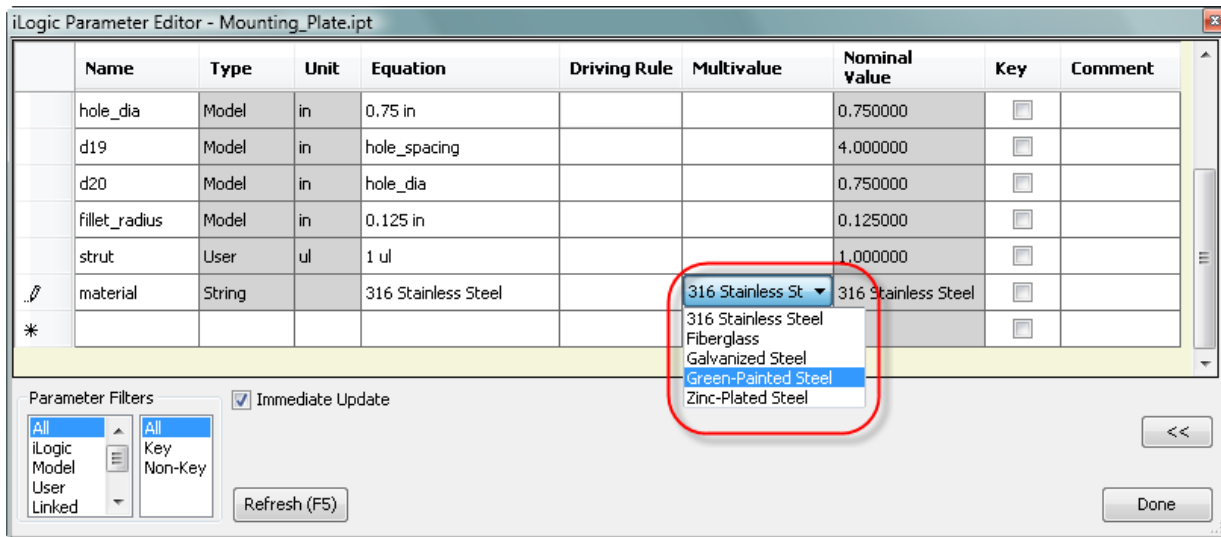 iLogic Parameter Editor - Mounting_Plate.ipt
Name Type Unit Equation Driving Rule Multivalue Nominal Value Key Comment
hole_dia Model in 0.75 in 0.750000
d19 Model in hole_spacing 4.000000
d20 Model in hole_dia 0.750000
fillet_radius Model in 0.125 in 0.125000
strut User ul 1 ul 1.000000
material String 316 Stainless Steel 316 Stainless St 316 Stainless Steel
316 Stainless Steel
Fiberglass
Galvanized Steel
Green-Painted Steel
Zinc-Plated Steel
Parameter Filters Immediate Update
All All
iLogic Key
Model Non-Key
User
Linked
<<
Refresh (F5) Done